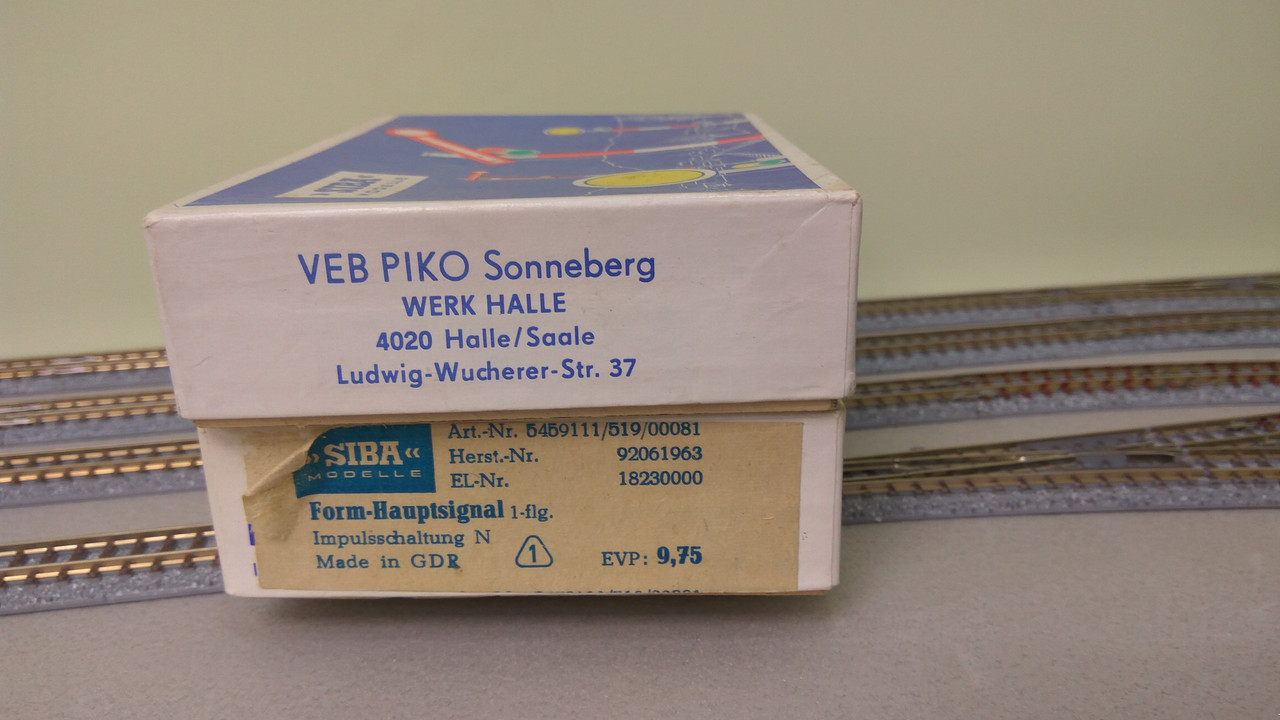 VEB PIKO Sonneberg
WERK HALLE
4020 Halle/Saale
Ludwig-Wucherer-Str. 37
»SIBA«
MODELLE
Art.-Nr. 5459111/519/00081
Herst.-Nr. 92061963
EL-Nr. 18230000
Form-Hauptsignal 1-flg.
Impulsschaltung N
Made in GDR
1
EVP: 9,75